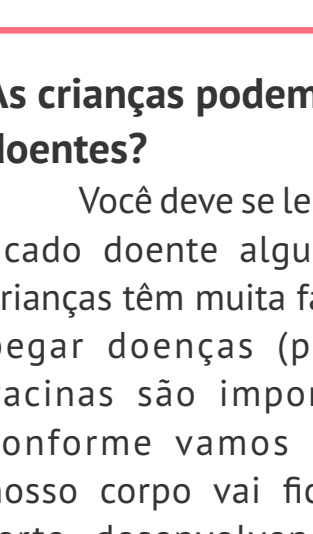 As crianças podem
doentes?
Você deve se le
icado doente algu
crianças têm muita fa
pegar doenças (p
vacinas são impor
conforme vamos
nosso corpo vai fic